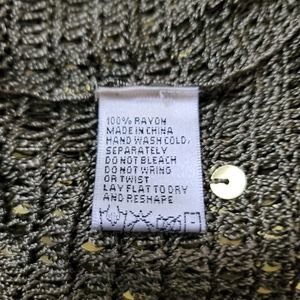 100% RAYON
MADE IN CHINA
HAND WASH COLD,
SEPARATELY
DO NOT BLEACH
DO NOT WRING
OR TWIST
LAY FLAT TO DRY
AND RESHAPE